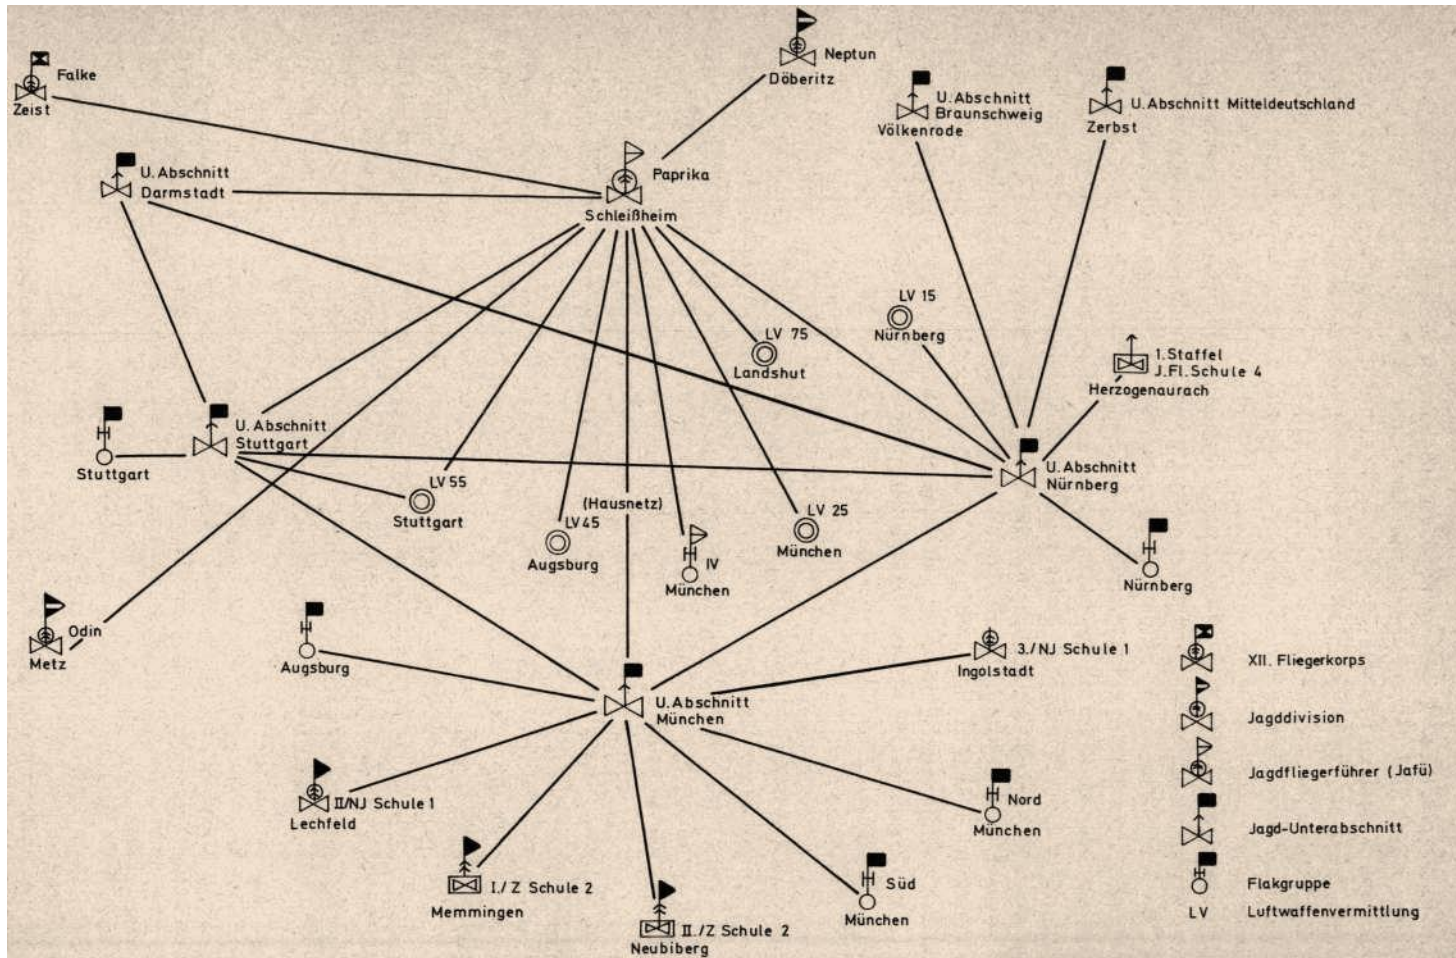 Neptun
Döberitz
Falke
Zeist
U. Abschnitt
Braunschweig
Völkenrode
U. Abschnitt Mitteldeutschland
Zerbst
U. Abschnitt
Darmstadt
Paprika
Schleißheim
LV 15
Nürnberg
LV 75
Landshut
1. Staffel
J. Fl. Schule 4
Herzogenaurach
U. Abschnitt
Stuttgart
Stuttgart
LV 55
Stuttgart
(Hausnetz)
LV 45
Augsburg
IV
München
LV 25
München
U. Abschnitt
Nürnberg
Nürnberg
Odin
Metz
Augsburg
U. Abschnitt
München
3./NJ Schule 1
Ingolstadt
II/NJ Schule 1
Lechfeld
Nord
München
I./Z Schule 2
Memmingen
II./Z Schule 2
Neubiberg
Süd
München
XII. Fliegerkorps
Jagddivision
Jagdfliegerführer (Jafü)
Jagd-Unterabschnitt
Flakgruppe
LV Luftwaffenvermittlung